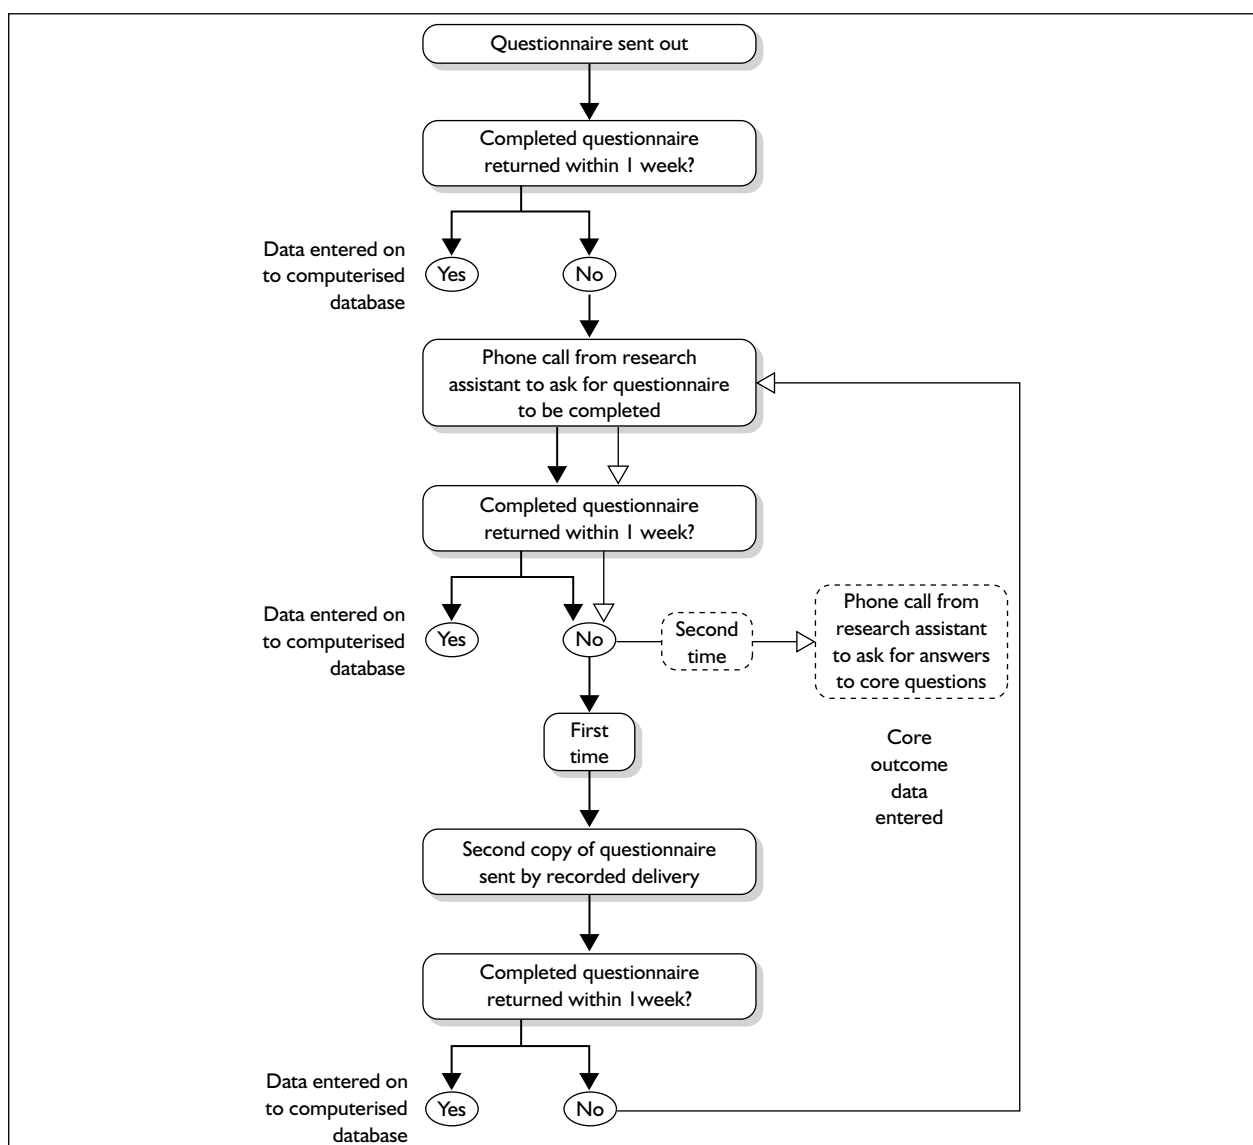 Questionnaire sent out
Completed questionnaire
returned within 1 week?
Data entered on
to computerised
database
Yes
No
Phone call from research
assistant to ask for questionnaire
to be completed
Completed questionnaire
returned within 1 week?
Data entered on
to computerised
database
Yes
No
Second
time
Phone call from
research assistant
to ask for answers
to core questions
First
time
Core
outcome
data
entered
Second copy of questionnaire
sent by recorded delivery
Completed questionnaire
returned within 1week?
Data entered on
to computerised
database
Yes
No